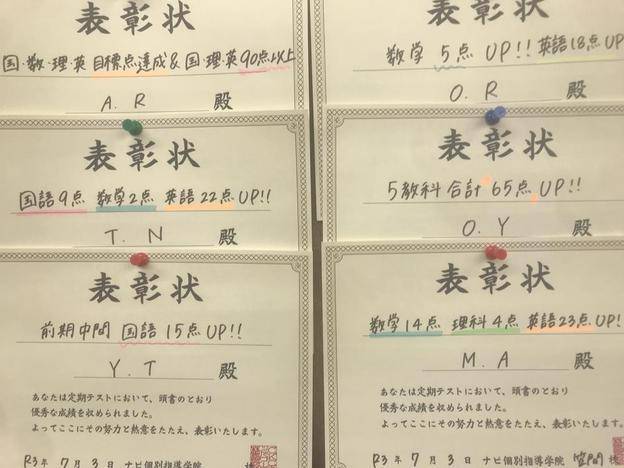 表彰状
国・数・理・英 目標点達成&国・理・英90点以上
A. R 殿
表彰状
数学 5点 UP!! 英語18点UP
O. R 殿
表彰状
国語9点 数学2点 英語22点UP!!
T. N 殿
表彰状
5教科合計 65点UP!!
O. Y 殿
表彰状
前期中間 国語 15点UP!!
Y. T 殿
あなたは定期テストにおいて、頭書のとおり
優秀な成績を収められました。
よってここにその努力と熱意をたたえ、表彰いたします。
R3年 7月3日 ナビ個別指導学院
表彰状
数学14点 理科4点 英語23点UP!
M. A 殿
あなたは定期テストにおいて、頭書のとおり
優秀な成績を収められました。
よってここにその努力と熱意をたたえ、表彰いたします。
R3年 7月3日 ナビ個別指導学院